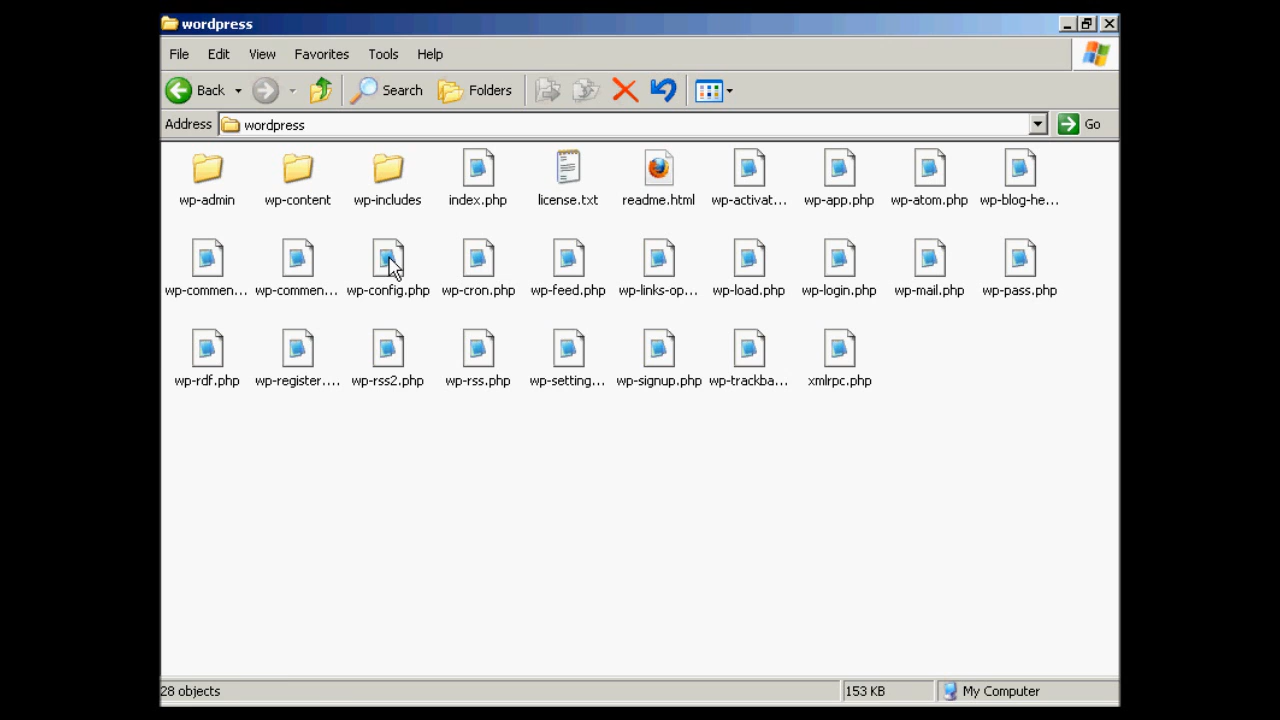 wordpress
File Edit View Favorites Tools Help
Back Search Folders
Address wordpress Go
wp-admin wp-content wp-includes index.php license.txt readme.html wp-activat... wp-app.php wp-atom.php wp-blog-he...
wp-commen... wp-commen... wp-config.php wp-cron.php wp-feed.php wp-links-op... wp-load.php wp-login.php wp-mail.php wp-pass.php
wp-rdf.php wp-register.... wp-rss2.php wp-rss.php wp-setting... wp-signup.php wp-trackba... xmlrpc.php
28 objects 153 KB My Computer